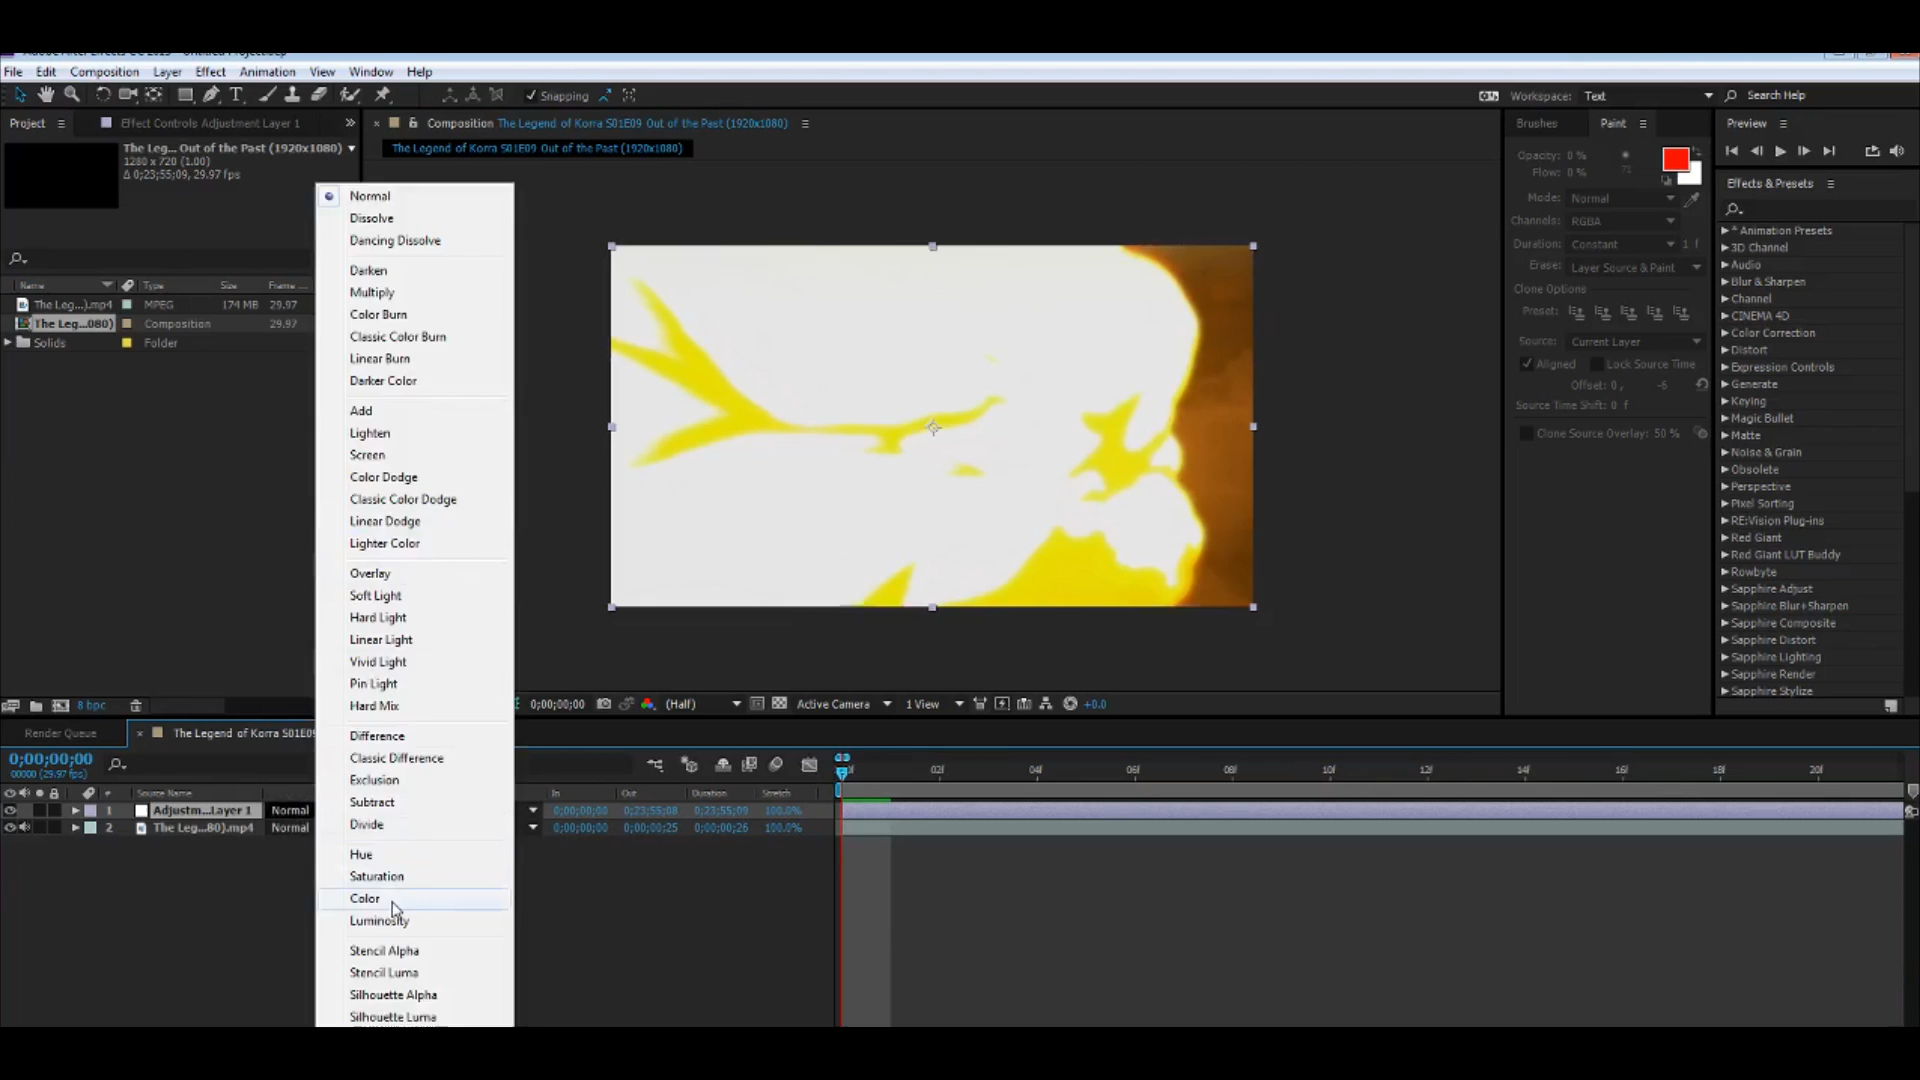 File Edit Composition Layer Effect Animation View Window Help
Snapping
Workspace: Text
Search Help
Project
Effect Controls Adjustment Layer 1
Composition The Legend of Korra S01E09 Out of the Past (1920x1080)
The Legend of Korra S01E09 Out of the Past (1920x1080)
The Leg... Out of the Past (1920x1080)
1280 x 720 (1.00)
Δ 0;23;55;09, 29.97 fps
Name Type Size Frame ...
The Leg...).mp4 MPEG 174 MB 29.97
The Leg...080) Composition 29.97
Solids Folder
8 bpc
Normal
Dissolve
Dancing Dissolve
Darken
Multiply
Color Burn
Classic Color Burn
Linear Burn
Darker Color
Add
Lighten
Screen
Color Dodge
Classic Color Dodge
Linear Dodge
Lighter Color
Overlay
Soft Light
Hard Light
Linear Light
Vivid Light
Pin Light
Hard Mix
Difference
Classic Difference
Exclusion
Subtract
Divide
Hue
Saturation
Color
Luminosity
Stencil Alpha
Stencil Luma
Silhouette Alpha
Silhouette Luma
0;00;00;00 (Half) Active Camera 1 View +0.0
Brushes Paint
Opacity: 0 %
Flow: 0 %
71
Mode: Normal
Channels: RGBA
Duration: Constant 1 f
Erase: Layer Source & Paint
Clone Options
Preset:
Source: Current Layer
Aligned Lock Source Time
Offset: 0 , -6
Source Time Shift: 0 f
Clone Source Overlay: 50 %
Preview
Effects & Presets
* Animation Presets
3D Channel
Audio
Blur & Sharpen
Channel
CINEMA 4D
Color Correction
Distort
Expression Controls
Generate
Keying
Magic Bullet
Matte
Noise & Grain
Obsolete
Perspective
Pixel Sorting
RE:Vision Plug-ins
Red Giant
Red Giant LUT Buddy
Rowbyte
Sapphire Adjust
Sapphire Blur+Sharpen
Sapphire Composite
Sapphire Distort
Sapphire Lighting
Sapphire Render
Sapphire Stylize
Render Queue
The Legend of Korra S01E09
0;00;00;00
00000 (29.97 fps)
# Source Name In Out Duration Stretch
1 Adjustm...Layer 1 Normal 0;00;00;00 0;23;55;08 0;23;55;09 100.0%
2 The Leg...80).mp4 Normal 0;00;00;00 0;00;00;25 0;00;00;26 100.0%
02f 04f 06f 08f 10f 12f 14f 16f 18f 20f